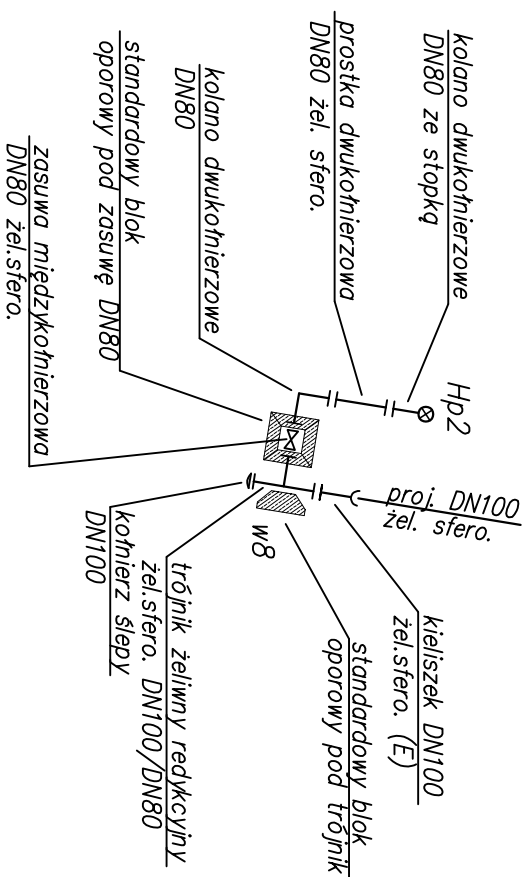 kolano dwukołnierzowe
DN80 ze stopką
prostka dwukołnierzowa
DN80 żel. sfero.
kolano dwukołnierzowe
DN80
standardowy blok
oporowy pod zasuwę DN80
zasuwa międzykołnierzowa
DN80 żel.sfero.
Hp2
proj. DN100
żel. sfero.
w8
kieliszek DN100
żel.sfero. (E)
standardowy blok
oporowy pod trójnik
trójnik żeliwny redykcyjny
żel.sfero. DN100/DN80
kołnierz ślepy
DN100